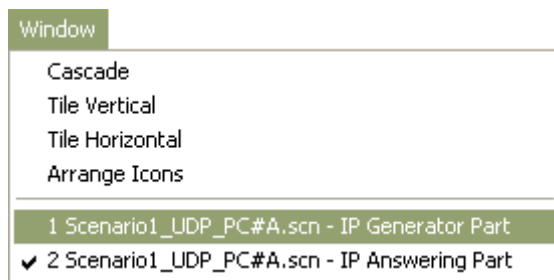 Window
Cascade
Tile Vertical
Tile Horizontal
Arrange Icons
1 Scenario1_UDP_PC#A.scn - IP Generator Part
2 Scenario1_UDP_PC#A.scn - IP Answering Part